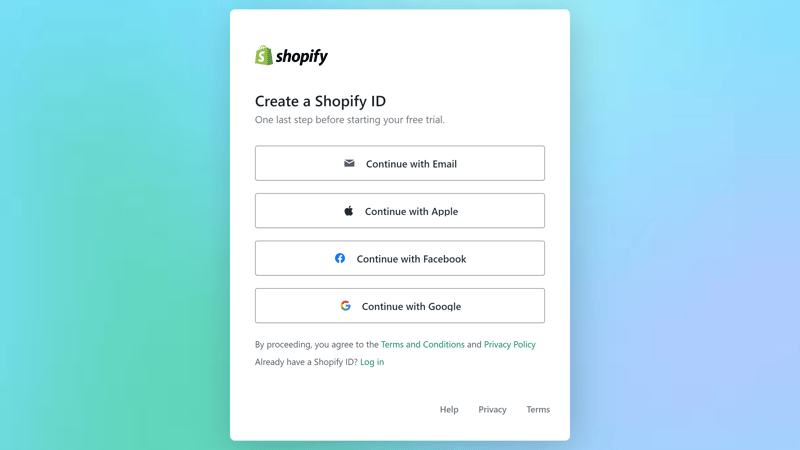 shopify
Create a Shopify ID
One last step before starting your free trial.
Continue with Email
Continue with Apple
Continue with Facebook
Continue with Google
By proceeding, you agree to the Terms and Conditions and Privacy Policy
Already have a Shopify ID? Log in
Help Privacy Terms